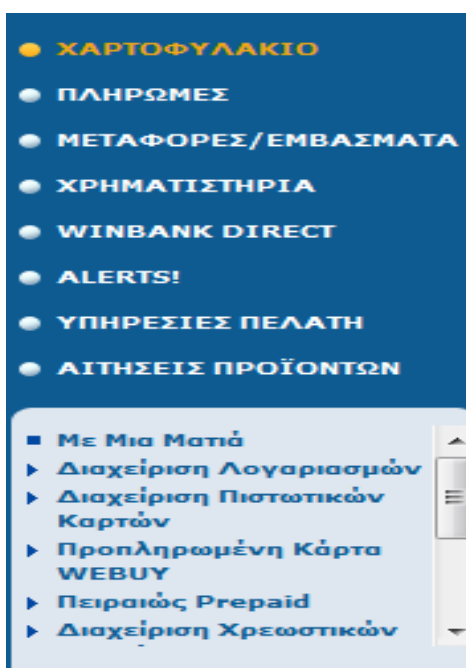 ΧΑΡΤΟΦΥΛΑΚΙΟ
ΠΛΗΡΩΜΕΣ
ΜΕΤΑΦΟΡΕΣ/ΕΜΒΑΣΜΑΤΑ
ΧΡΗΜΑΤΙΣΤΗΡΙΑ
WINBANK DIRECT
ALERTS!
ΥΠΗΡΕΣΙΕΣ ΠΕΛΑΤΗ
ΑΙΤΗΣΕΙΣ ΠΡΟΪΟΝΤΩΝ
Με Μια Ματιά
Διαχείριση Λογαριασμών
Διαχείριση Πιστωτικών
Καρτών
Προπληρωμένη Κάρτα
WEBUY
Πειραιώς Prepaid
Διαχείριση Χρεωστικών